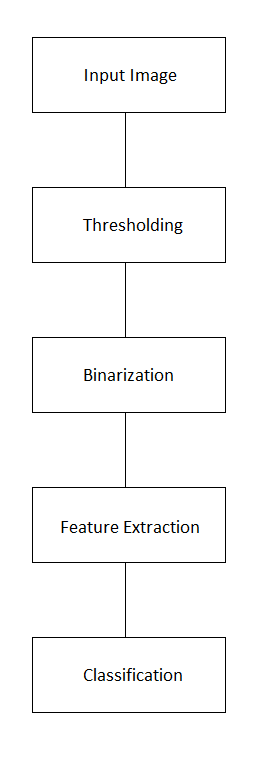 Input Image
Thresholding
Binarization
Feature Extraction
Classification